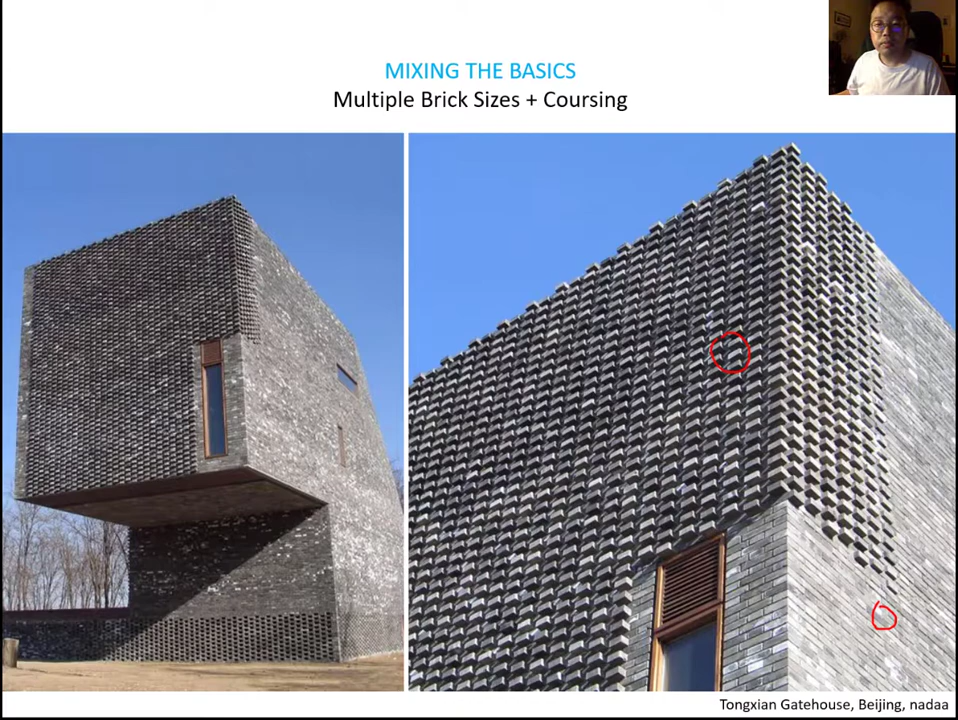 MIXING THE BASICS
Multiple Brick Sizes + Coursing
Tongxian Gatehouse, Beijing, nadaa